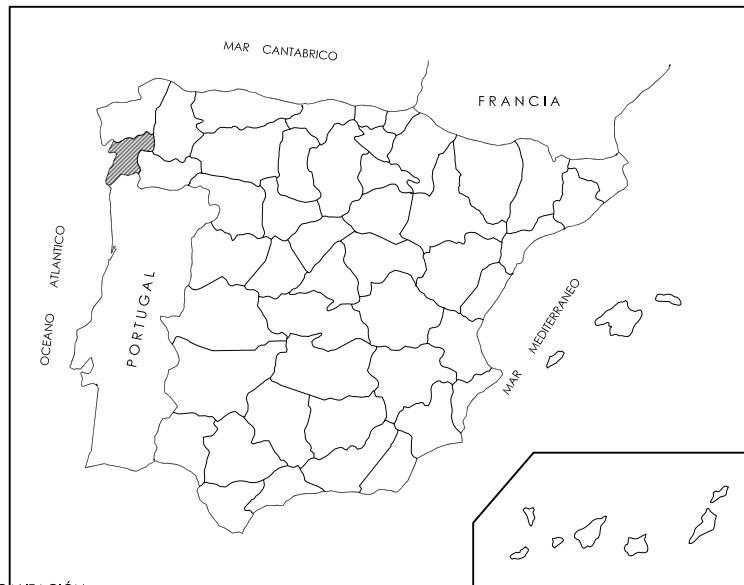 MAR CANTABRICO
FRANCIA
OCEANO ATLANTICO
PORTUGAL
MAR MEDITERRANEO